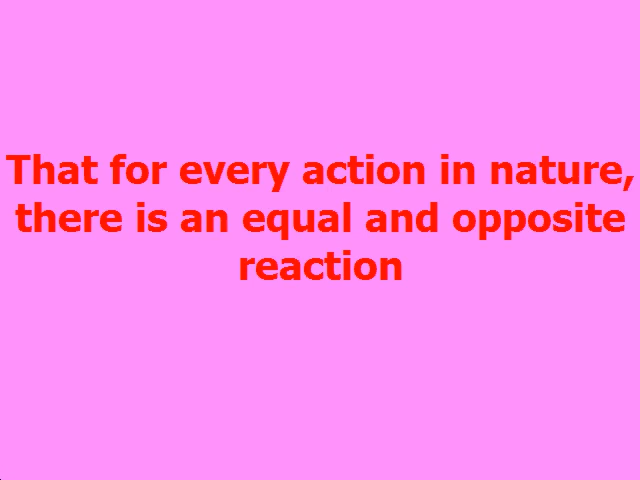 That for every action in nature,
there is an equal and opposite
reaction